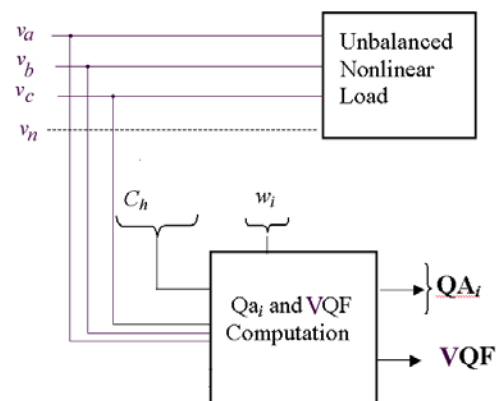 va
vb
vc
vn
Unbalanced
Nonlinear
Load
Ch
wi
Qai and VQF
Computation
QAi
VQF